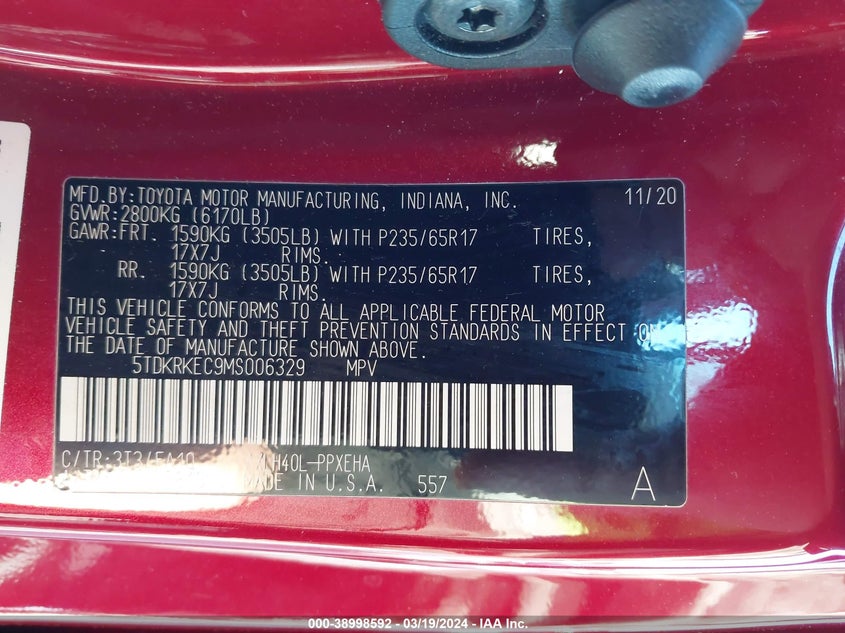 MFD.BY:TOYOTA MOTOR MANUFACTURING, INDIANA, INC. 11/20
GVWR:2800KG (6170LB)
GAWR:FRT. 1590KG (3505LB) WITH P235/65R17 TIRES,
17X7J RIMS.
RR. 1590KG (3505LB) WITH P235/65R17 TIRES,
17X7J RIMS.
THIS VEHICLE CONFORMS TO ALL APPLICABLE FEDERAL MOTOR
VEHICLE SAFETY AND THEFT PREVENTION STANDARDS IN EFFECT ON
THE DATE OF MANUFACTURE SHOWN ABOVE.
5TDKRKEC9MS006329 MPV
C/TR:3T3/EA10
IN U.S.A. 557 A
000-38998592 - 03/19/2024 - IAA Inc.